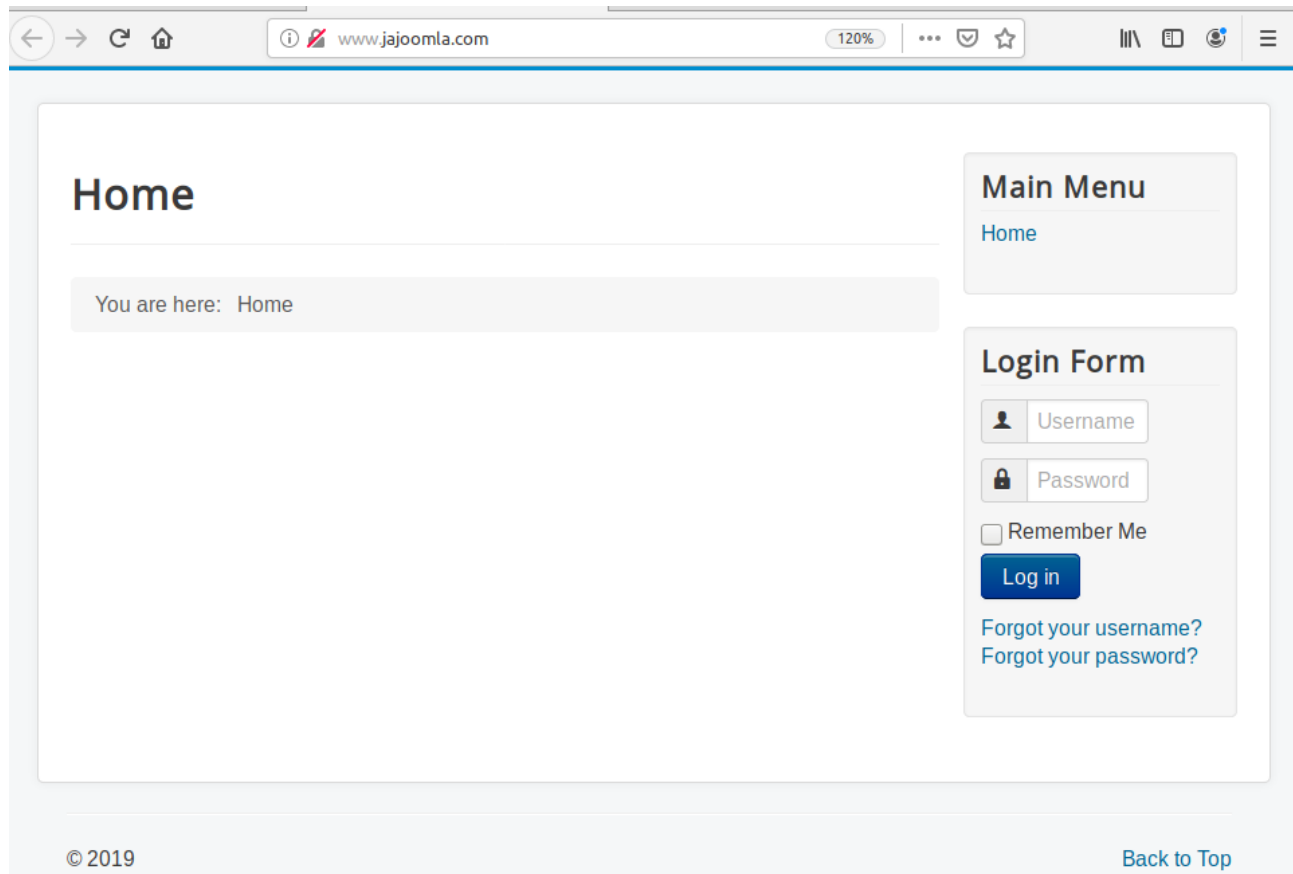 www.jajoomla.com
120%
Home
You are here: Home
Main Menu
Home
Login Form
Username
Password
Remember Me
Log in
Forgot your username?
Forgot your password?
© 2019
Back to Top